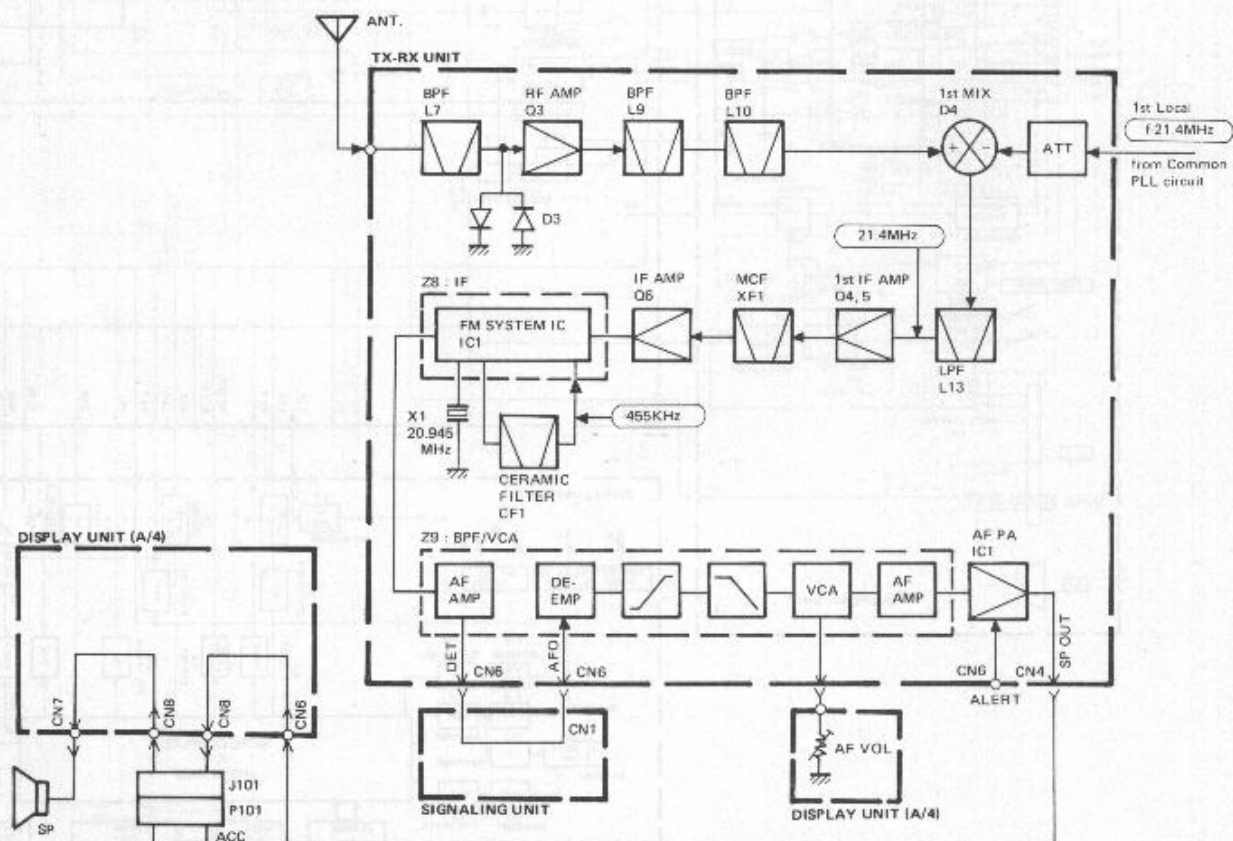 ANT.
TX-RX UNIT
BPF
L7
RF AMP
Q3
BPF
L9
BPF
L10
1st MIX
D4
+
−
ATT
1st Local
f-21.4MHz
from Common
PLL circuit
D3
21.4MHz
Z8 : IF
FM SYSTEM IC
IC1
IF AMP
Q6
MCF
XF1
1st IF AMP
Q4, 5
LPF
L13
X1
20.945
MHz
455KHz
CERAMIC
FILTER
CF1
DISPLAY UNIT (A/4)
Z9 : BPF/VCA
AF
AMP
DE-
EMP
VCA
AF
AMP
AF PA
IC1
DET
CN6
AFO
CN6
CN6
CN4
SP OUT
ALERT
CN7
CN8
CN8
CN6
CN1
AF VOL
SIGNALING UNIT
DISPLAY UNIT (A/4)
SP
J101
P101
ACC